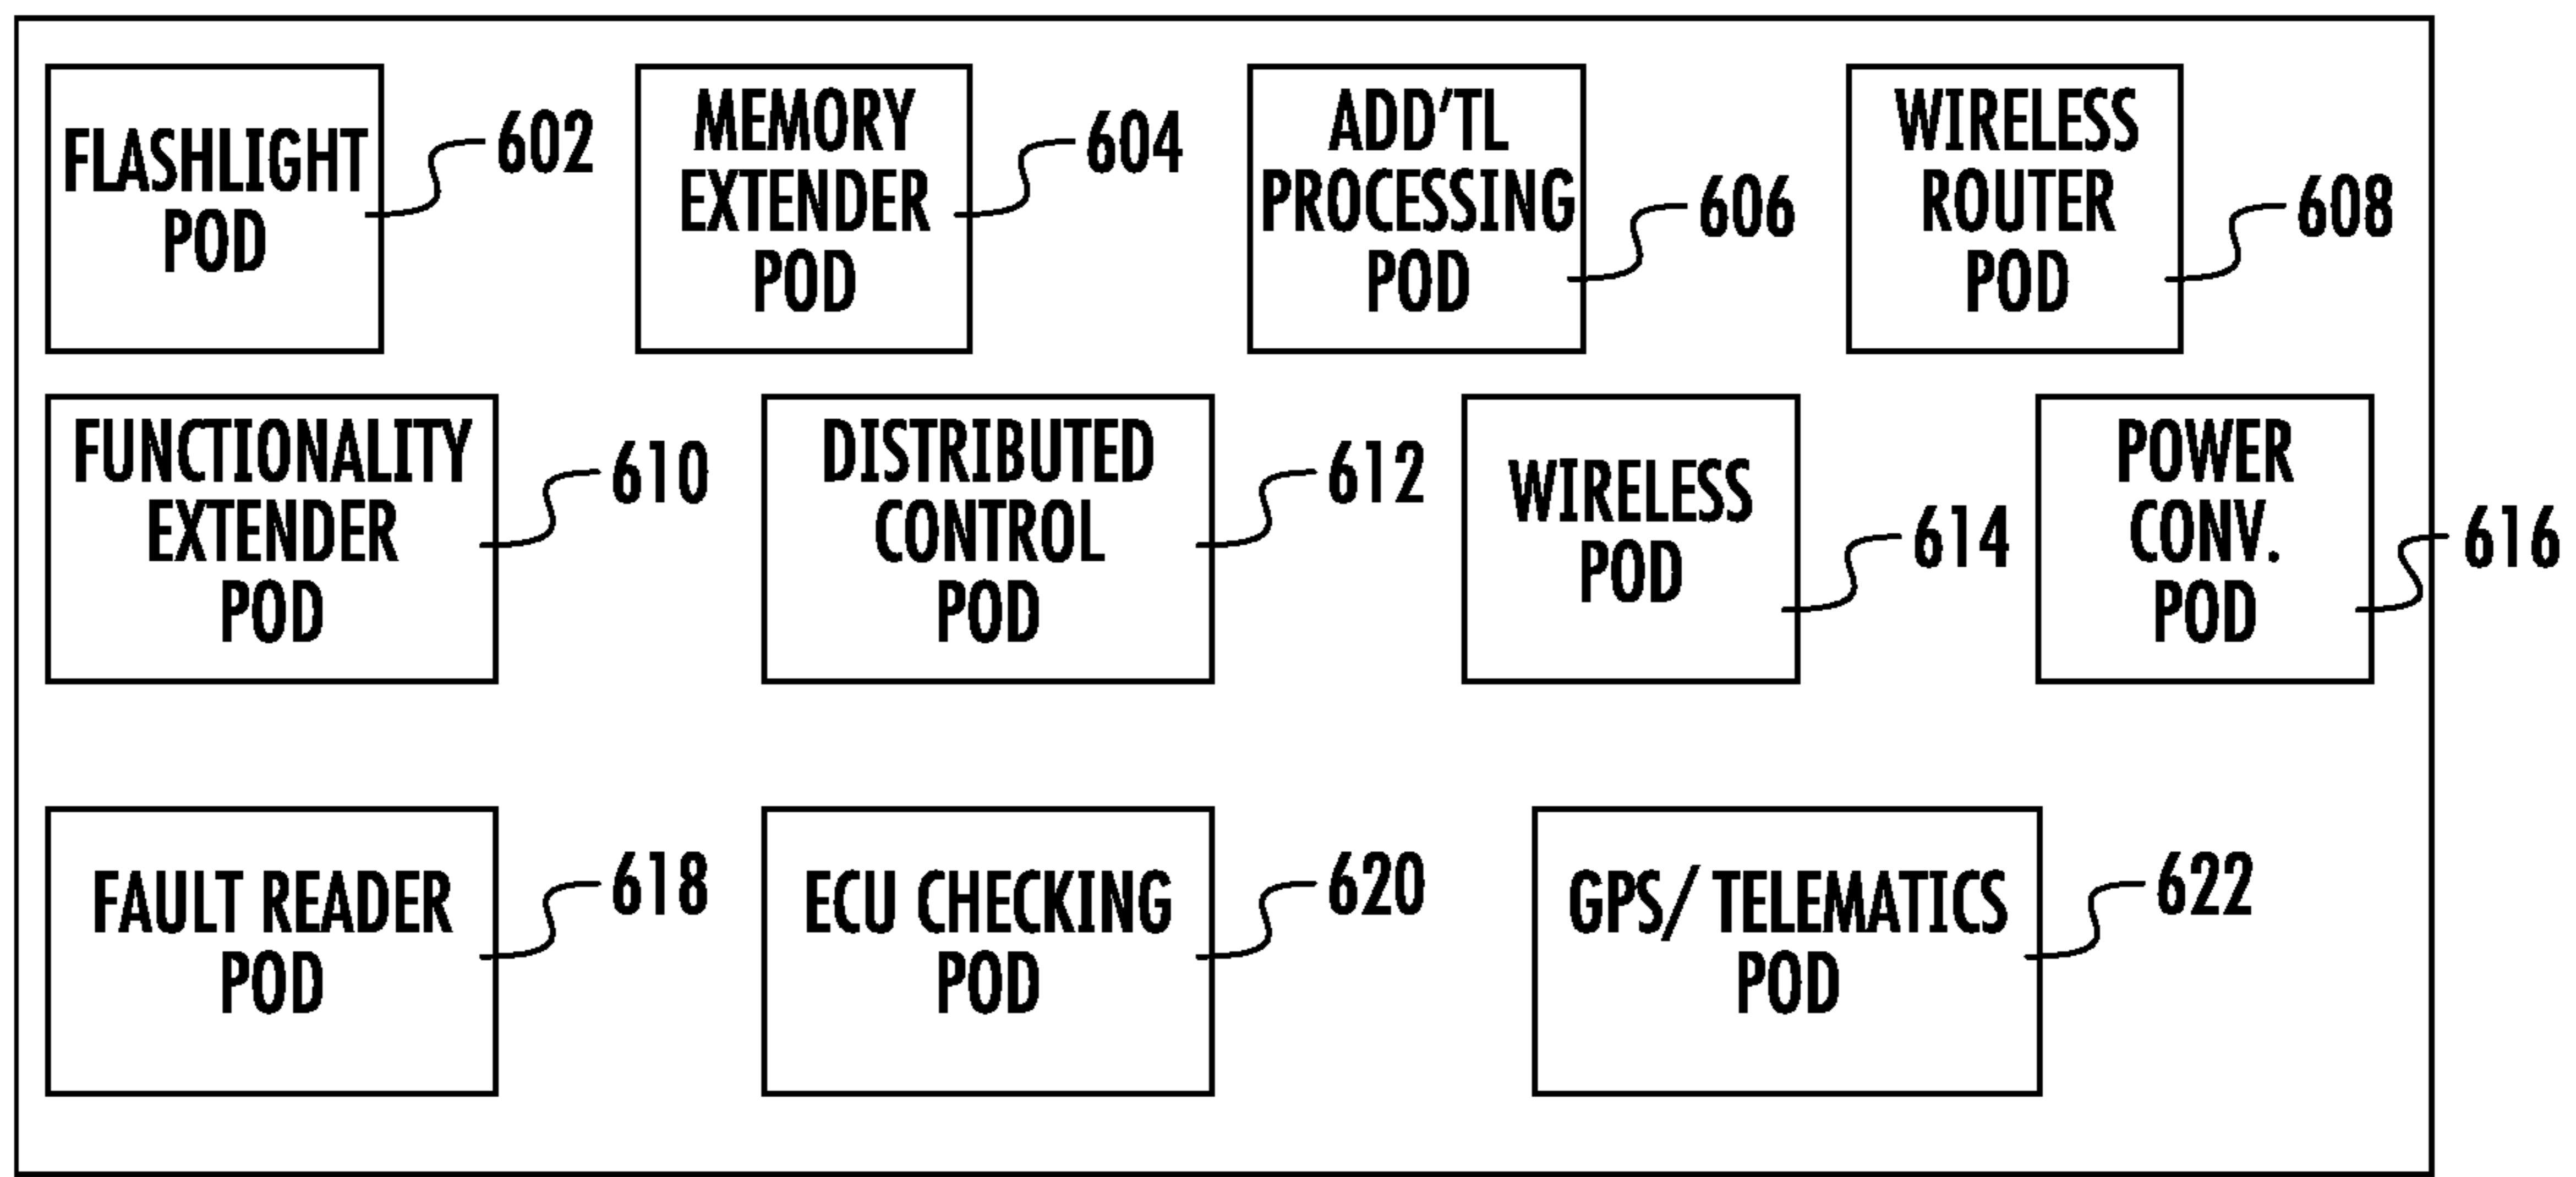 FLASHLIGHT
POD
602
MEMORY
EXTENDER
POD
604
ADD'TL
PROCESSING
POD
606
WIRELESS
ROUTER
POD
608
FUNCTIONALITY
EXTENDER
POD
610
DISTRIBUTED
CONTROL
POD
612
WIRELESS
POD
614
POWER
CONV.
POD
616
FAULT READER
POD
618
ECU CHECKING
POD
620
GPS/ TELEMATICS
POD
622